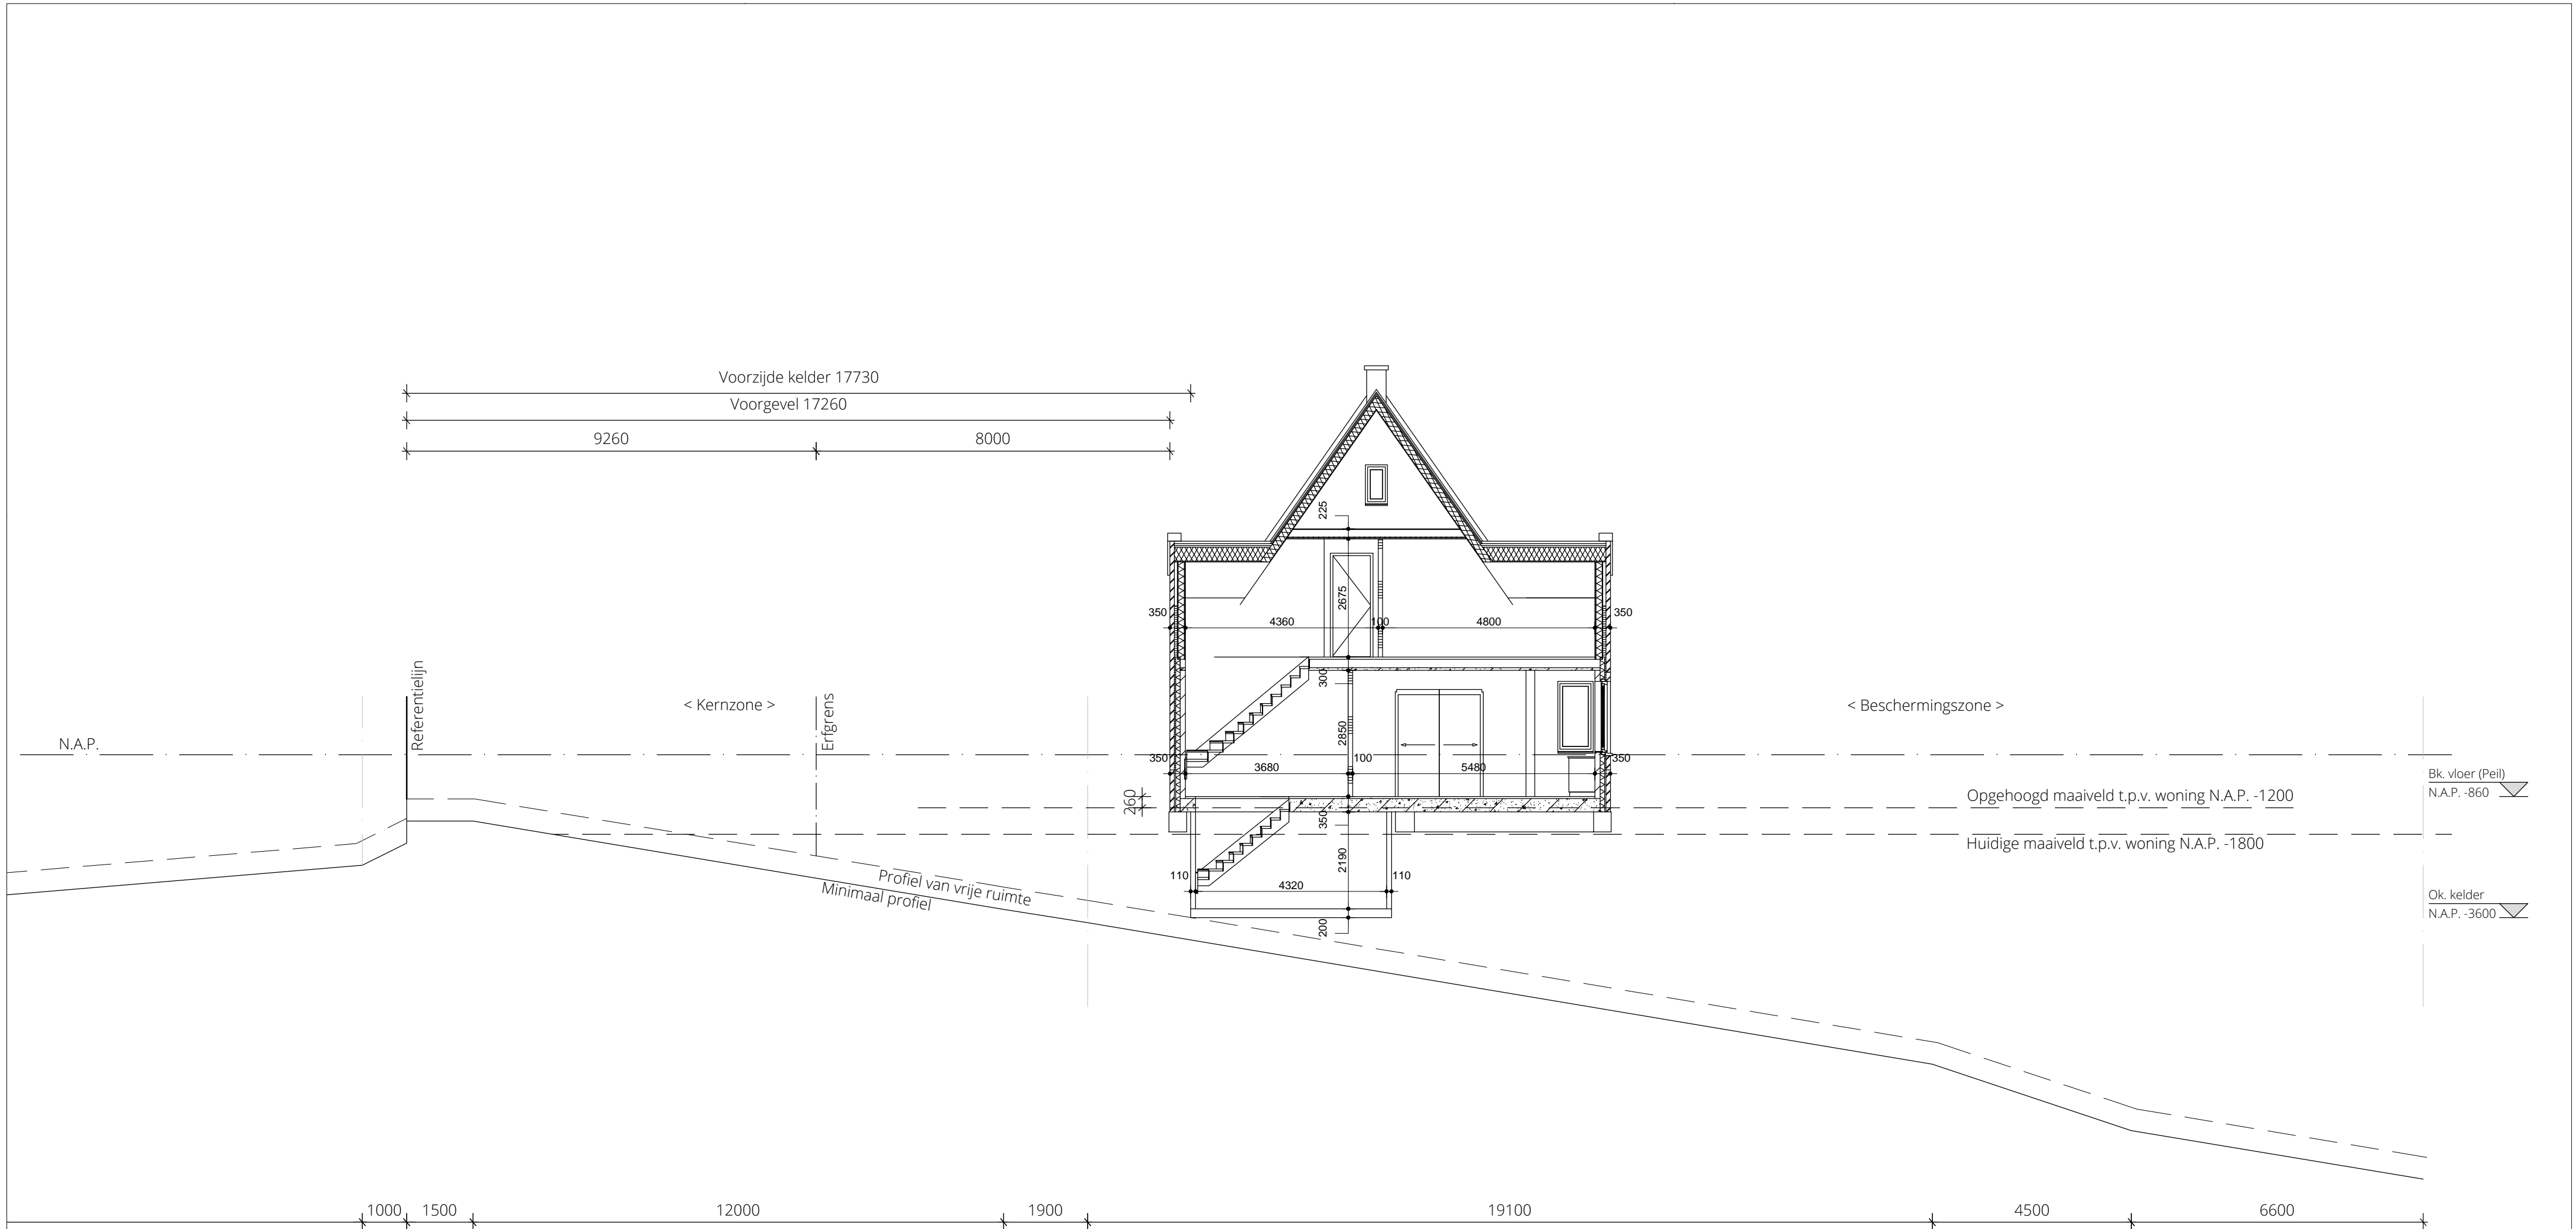 Voorzijde kelder 17730
Voorgevel 17260
9260
8000
225
2675
350
4360
100
4800
350
300
Referentielijn
< Kernzone >
Erfgrens
< Beschermingszone >
N.A.P.
2850
350
3680
100
5480
350
Bk. vloer (Peil)
N.A.P. -860
260
Opgehoogd maaiveld t.p.v. woning N.A.P. -1200
350
Huidige maaiveld t.p.v. woning N.A.P. -1800
2190
110
4320
110
Profiel van vrije ruimte
Minimaal profiel
Ok. kelder
N.A.P. -3600
200
1000
1500
12000
1900
19100
4500
6600